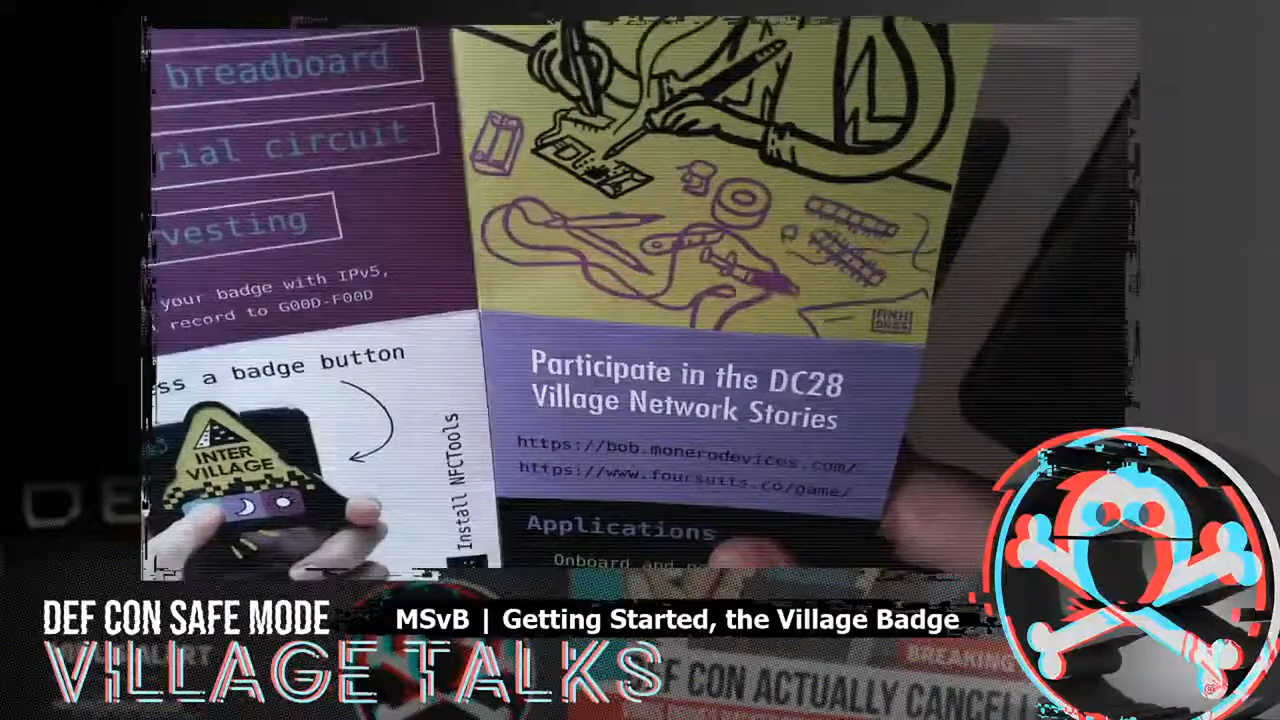 breadboard
rial circuit
vesting
your badge with IPv5,
record to G00D-F00D
ss a badge button
INTER
VILLAGE
Install NFCTools
Participate in the DC28
Village Network Stories
https://bob.monerodevices.com/
https://www.foursuits.co/game/
Applications
Onboard and
DEF CON SAFE MODE
VILLAGE TALKS
MSvB | Getting Started, the Village Badge
BREAKING
DEF CON ACTUALLY CANCELL